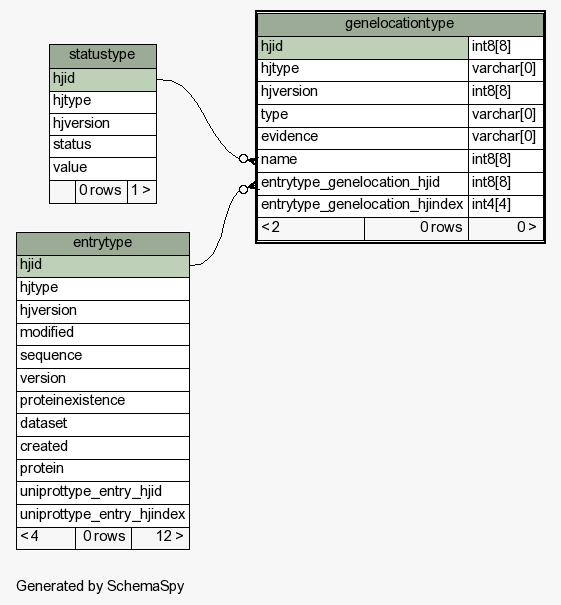 genelocationtype
hjid int8[8]
hjtype varchar[0]
hjversion int8[8]
type varchar[0]
evidence varchar[0]
name int8[8]
entrytype_genelocation_hjid int8[8]
entrytype_genelocation_hjindex int4[4]
< 2 0 rows 0 >
statustype
hjid
hjtype
hjversion
status
value
0 rows 1 >
entrytype
hjid
hjtype
hjversion
modified
sequence
version
proteinexistence
dataset
created
protein
uniprottype_entry_hjid
uniprottype_entry_hjindex
< 4 0 rows 12 >
Generated by SchemaSpy